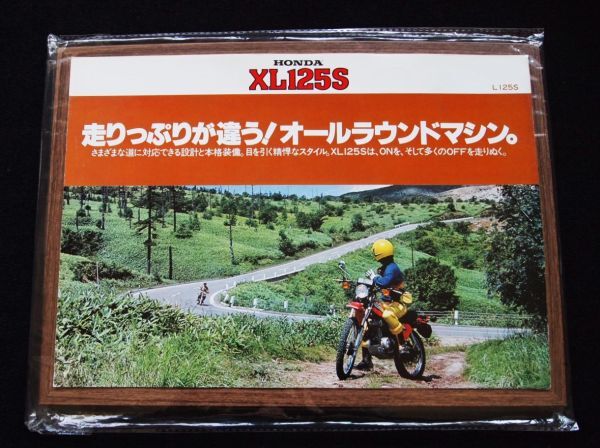 HONDA
XL125S
L125S
走りっぷりが違う!オールラウンドマシン。
さまざまな道に対応できる設計と本格装備。目を引く精悍なスタイル。XL125Sは、ONを、そして多くのOFFを走りぬく。